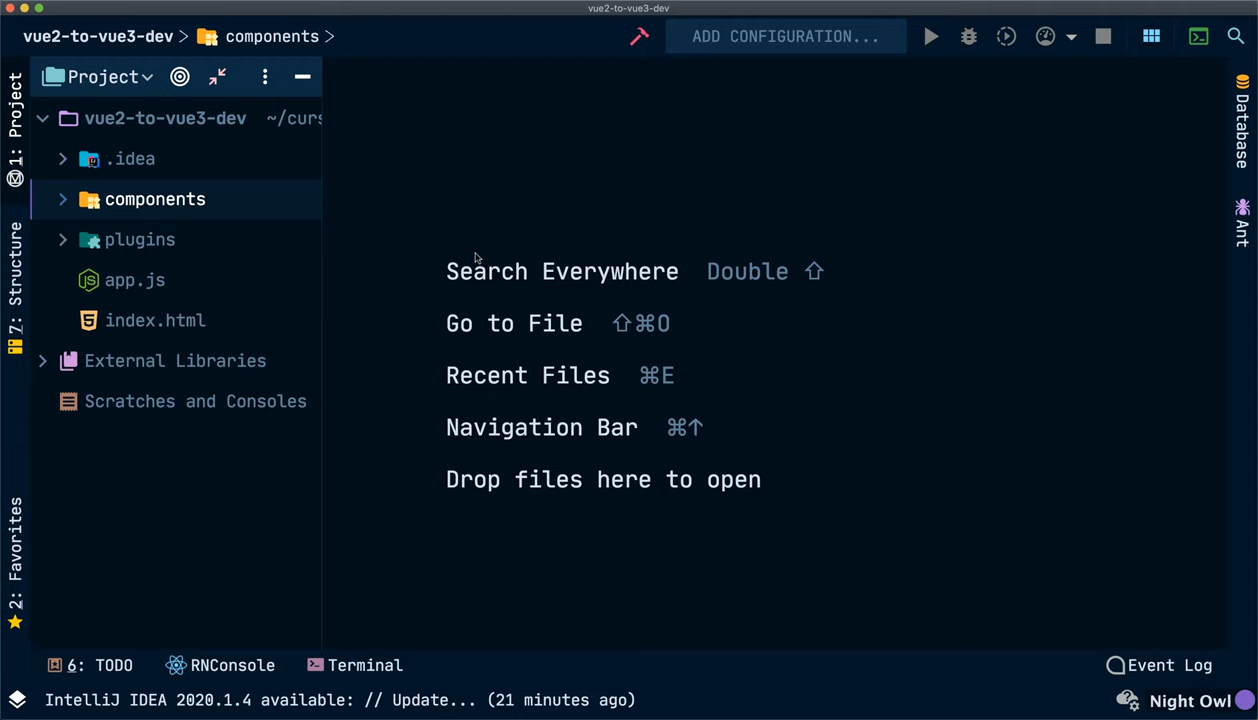 vue2-to-vue3-dev
vue2-to-vue3-dev > components >
ADD CONFIGURATION...
Project
vue2-to-vue3-dev ~/curs
.idea
components
plugins
app.js
index.html
External Libraries
Scratches and Consoles
1: Project
7: Structure
2: Favorites
Search Everywhere Double ⇧
Go to File ⇧⌘O
Recent Files ⌘E
Navigation Bar ⌘↑
Drop files here to open
Database
Ant
6: TODO
RNConsole
Terminal
Event Log
IntelliJ IDEA 2020.1.4 available: // Update... (21 minutes ago)
Night Owl